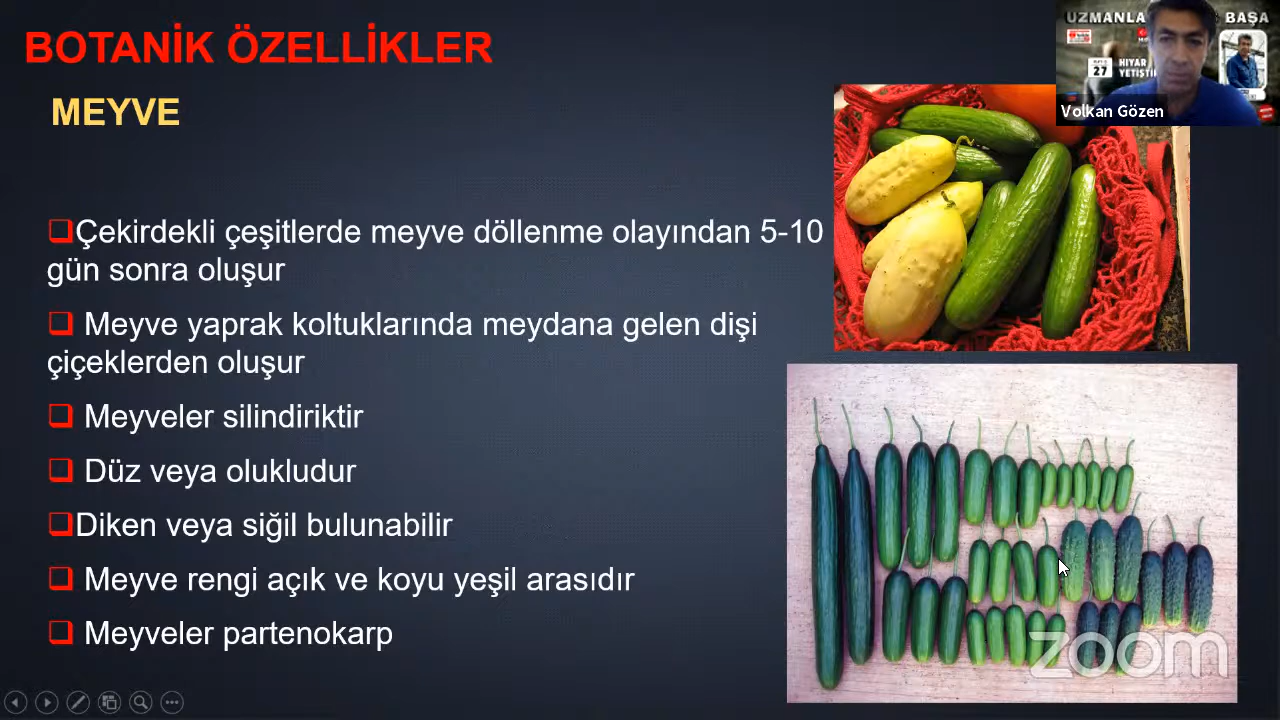 BOTANİK ÖZELLİKLER
MEYVE
Çekirdekli çeşitlerde meyve döllenme olayından 5-10
gün sonra oluşur
Meyve yaprak koltuklarında meydana gelen dişi
çiçeklerden oluşur
Meyveler silindiriktir
Düz veya olukludur
Diken veya siğil bulunabilir
Meyve rengi açık ve koyu yeşil arasıdır
Meyveler partenokarp
UZMANLA BAŞA
27
HIYAR
YETİŞTİ
Volkan Gözen
zoom